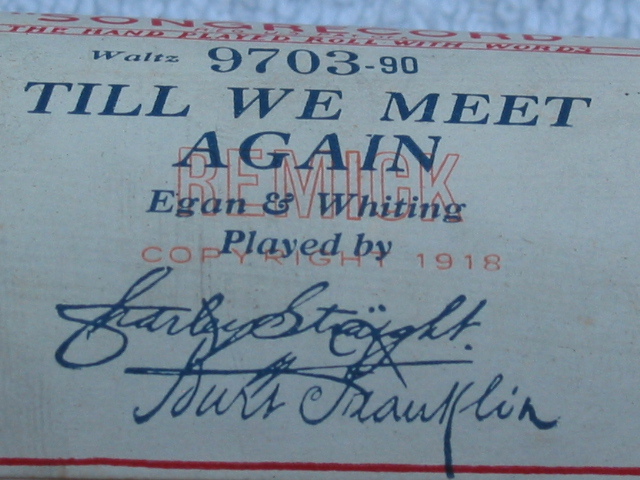 SONGRECORD
THE HAND PLAYED ROLL WITH WORDS
Waltz 9703-90
TILL WE MEET
AGAIN
REMICK
Egan & Whiting
Played by
COPYRIGHT 1918
Charley Straight.
Burt Franklin